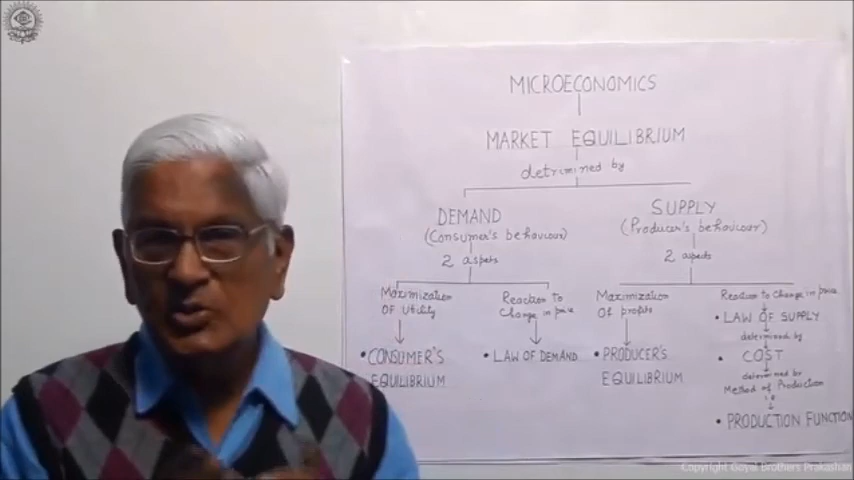 MICROECONOMICS
MARKET EQUILIBRIUM
detrimined by
DEMAND
(Consumer's behaviour)
2 aspets
Maximization
Of Utility
CONSUMER'S
EQUILIBRIUM
Reaction to
Change in price
LAW OF DEMAND
SUPPLY
(Producer's behaviour)
2 aspects
Maximization
Of profits
PRODUCER'S
EQUILIBRIUM
Reaction to Change in price
LAW OF SUPPLY
determined by
COST
determined by
Method of Production
i.e
PRODUCTION FUNCTION
Copyright Goyal Brothers Prakashan